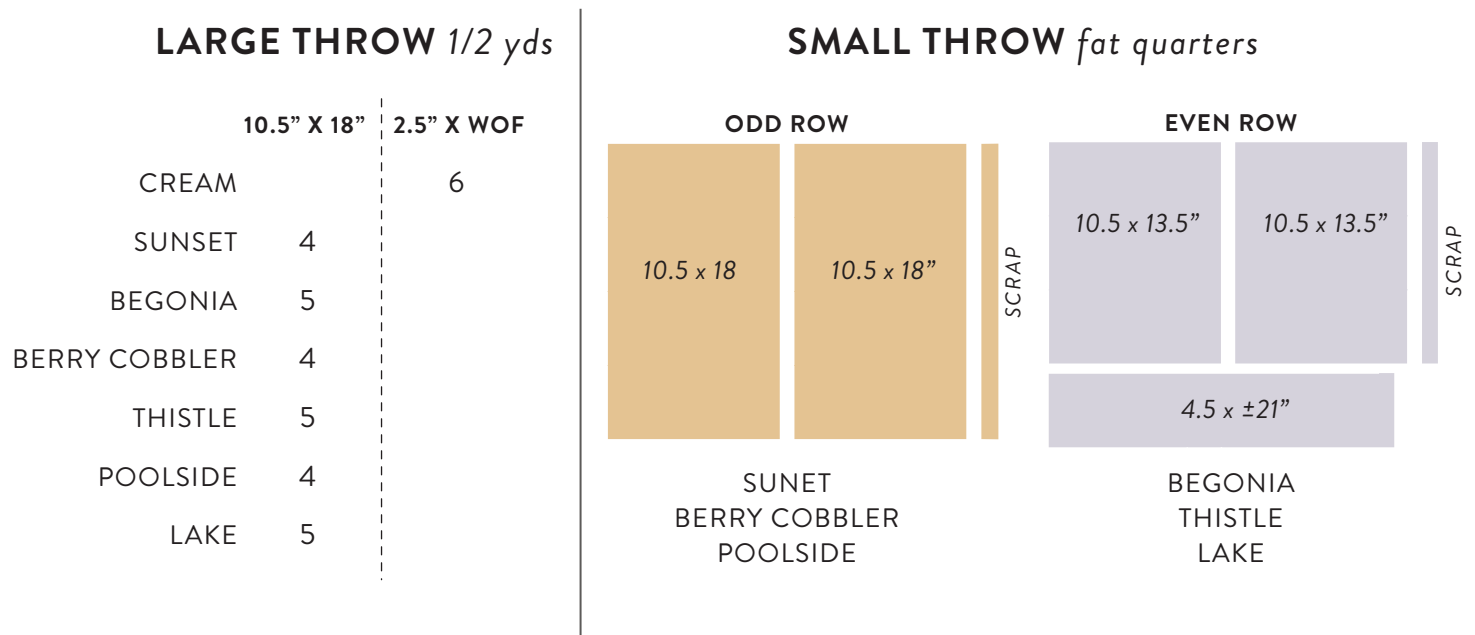 LARGE THROW 1/2 yds
10.5” X 18” 2.5” X WOF
CREAM 6
SUNSET 4
BEGONIA 5
BERRY COBBLER 4
THISTLE 5
POOLSIDE 4
LAKE 5
SMALL THROW fat quarters
ODD ROW
10.5 x 18
10.5 x 18”
SCRAP
SUNET
BERRY COBBLER
POOLSIDE
EVEN ROW
10.5 x 13.5”
10.5 x 13.5”
SCRAP
4.5 x ±21”
BEGONIA
THISTLE
LAKE